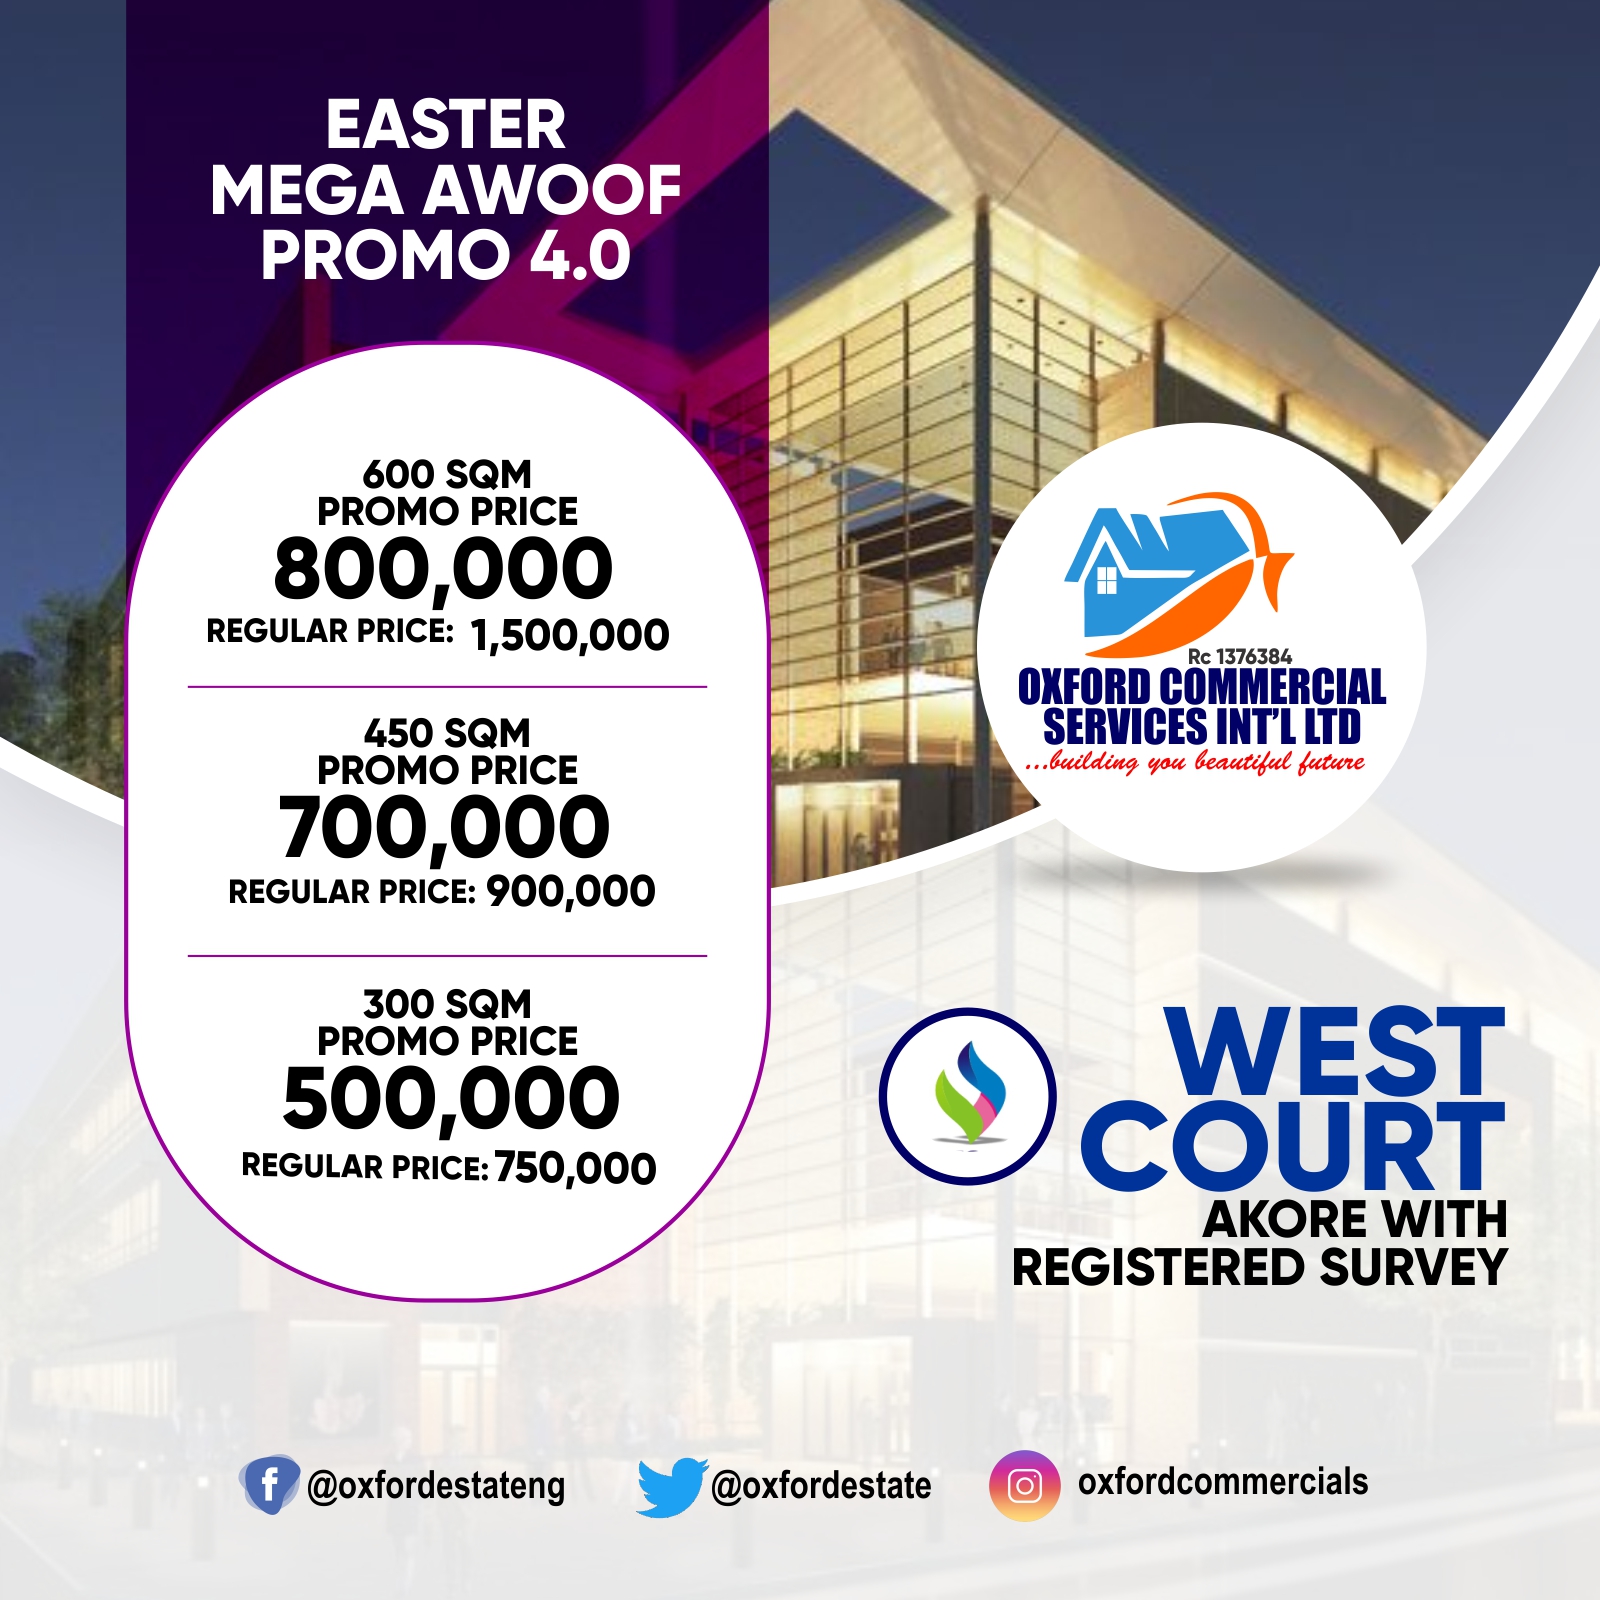 EASTER
MEGA AWOOF
PROMO 4.0
600 SQM
PROMO PRICE
800,000
REGULAR PRICE: 1,500,000
450 SQM
PROMO PRICE
700,000
REGULAR PRICE: 900,000
300 SQM
PROMO PRICE
500,000
REGULAR PRICE: 750,000
Rc 1376384
OXFORD COMMERCIAL
SERVICES INT'L LTD
...building you beautiful future
WEST
COURT
AKORE WITH
REGISTERED SURVEY
@oxfordestateng
@oxfordestate
oxfordcommercials